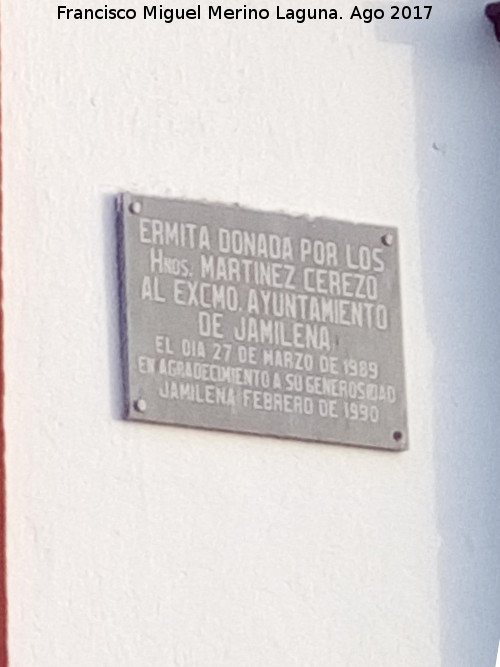 Francisco Miguel Merino Laguna. Ago 2017
ERMITA DONADA POR LOS
HNOS. MARTINEZ CEREZO
AL EXCMO. AYUNTAMIENTO
DE JAMILENA
EL DIA 27 DE MARZO DE 1989
EN AGRADECIMIENTO A SU GENEROSIDAD
JAMILENA FEBRERO DE 1990